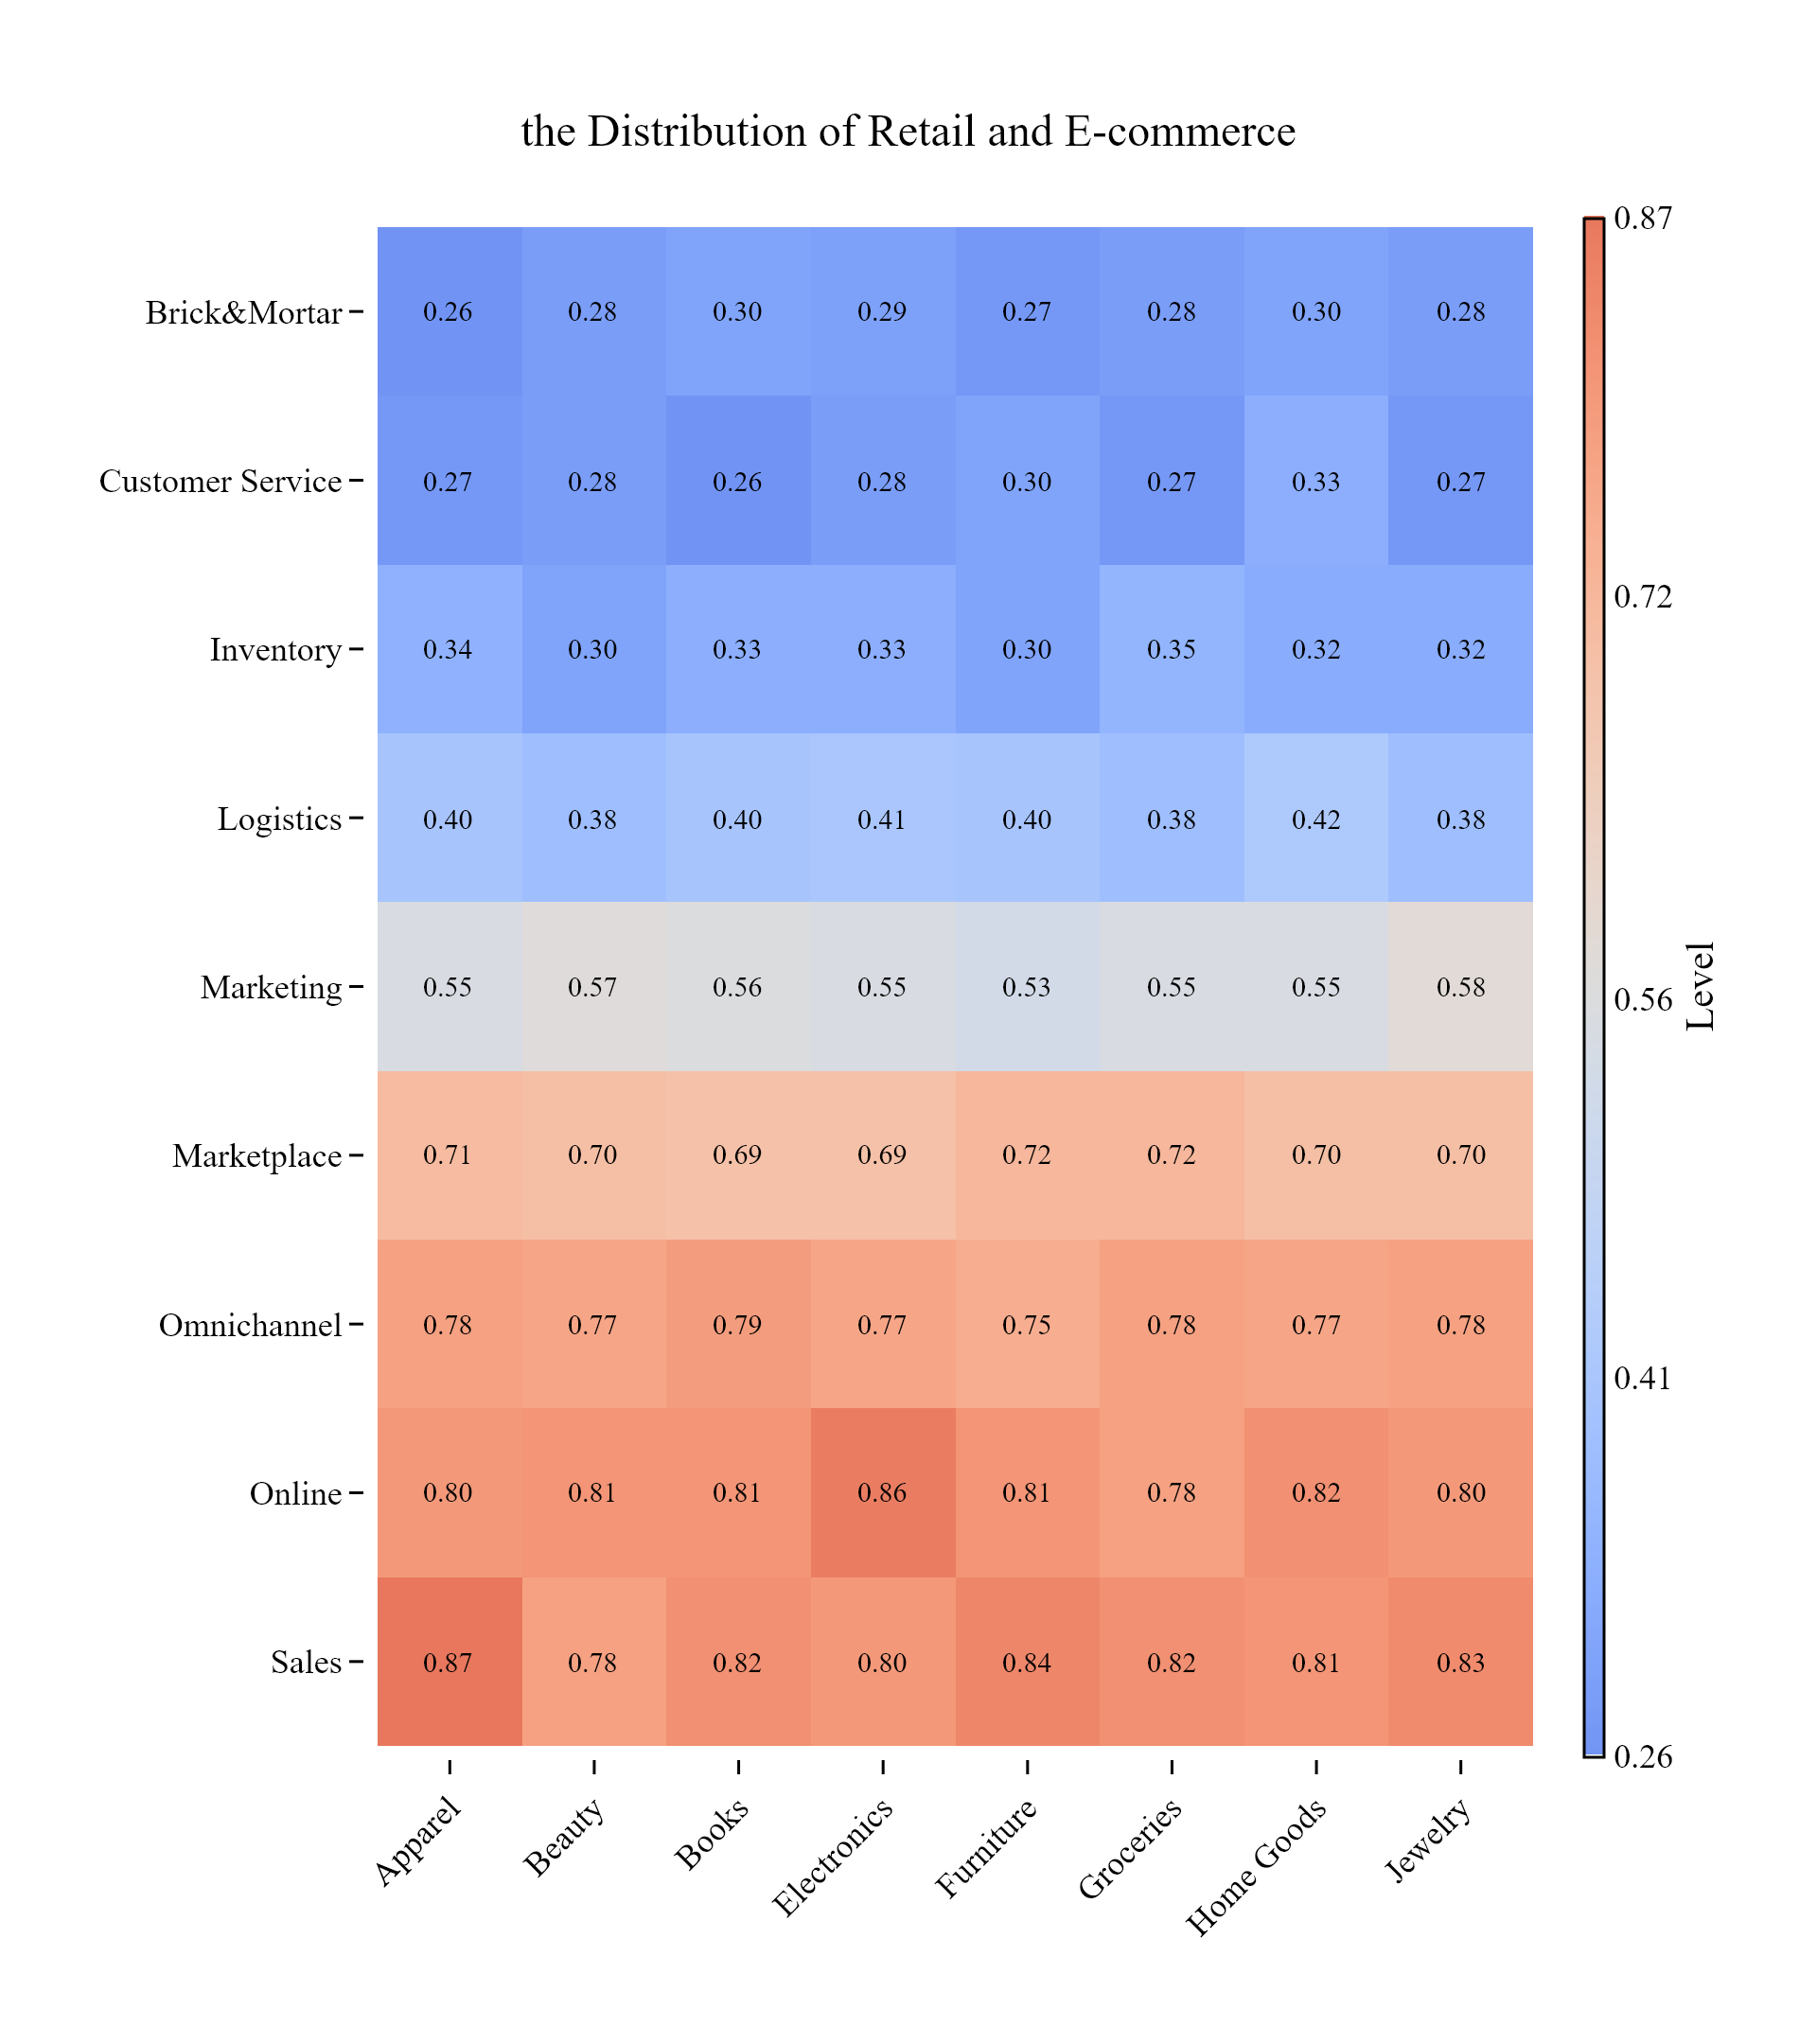 the Distribution of Retail and E-commerce
Brick&Mortar 0.26 0.28 0.30 0.29 0.27 0.28 0.30 0.28
Customer Service 0.27 0.28 0.26 0.28 0.30 0.27 0.33 0.27
Inventory 0.34 0.30 0.33 0.33 0.30 0.35 0.32 0.32
Logistics 0.40 0.38 0.40 0.41 0.40 0.38 0.42 0.38
Marketing 0.55 0.57 0.56 0.55 0.53 0.55 0.55 0.58
Marketplace 0.71 0.70 0.69 0.69 0.72 0.72 0.70 0.70
Omnichannel 0.78 0.77 0.79 0.77 0.75 0.78 0.77 0.78
Online 0.80 0.81 0.81 0.86 0.81 0.78 0.82 0.80
Sales 0.87 0.78 0.82 0.80 0.84 0.82 0.81 0.83
Apparel
Beauty
Books
Electronics
Furniture
Groceries
Home Goods
Jewelry
0.87
0.72
0.56
0.41
0.26
Level